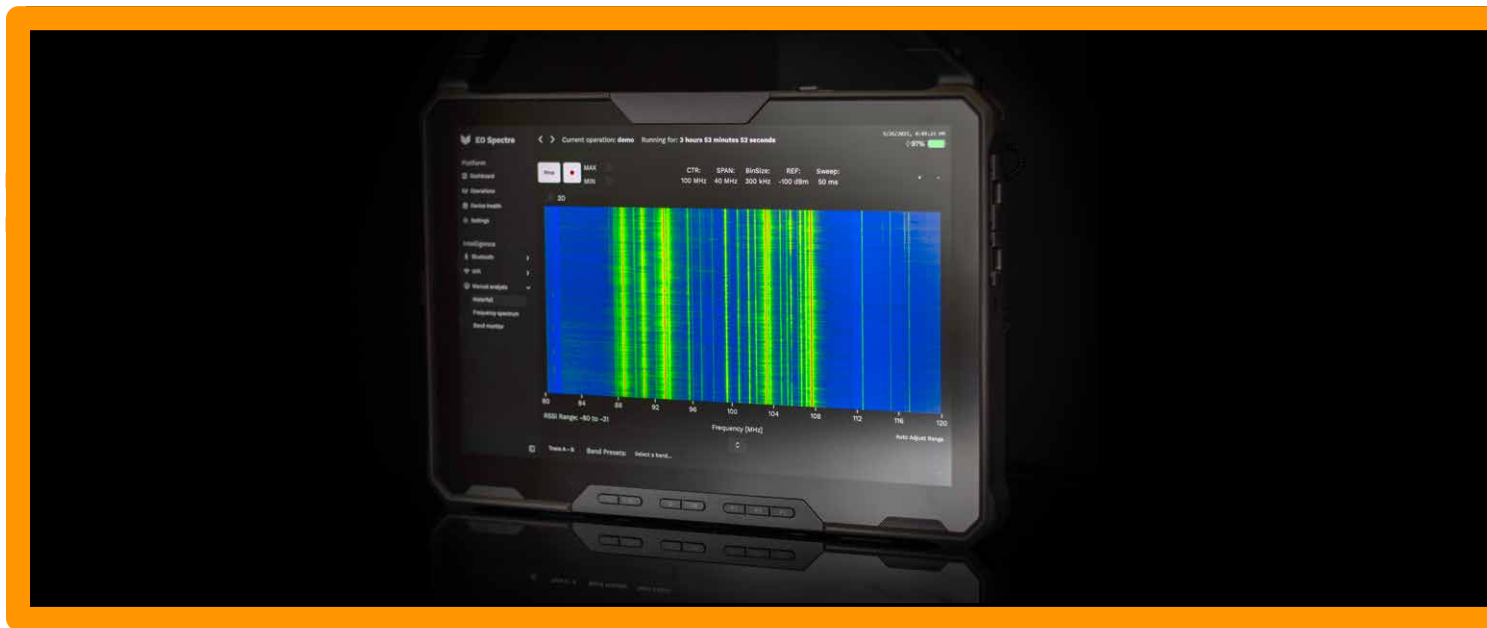 EO Spectre
Current operation: demo Running for: 3 hours 53 minutes 53 seconds
97%
Platform
Dashboard
Operations
Device health
Settings
Intelligence
Bluetooth
Wifi
Manual analysis
Waterfall
Frequency spectrum
Band monitor
MAX
MIN
CTR: SPAN: BinSize: REF: Sweep:
100 MHz 40 MHz 300 kHz -100 dBm 50 ms
2D
80 84 88 92 96 100 104 108 112 116 120
RSSI Range: -80 to -31
Frequency [MHz]
Auto Adjust Range
Trace A-B Band Presets: Select a band...